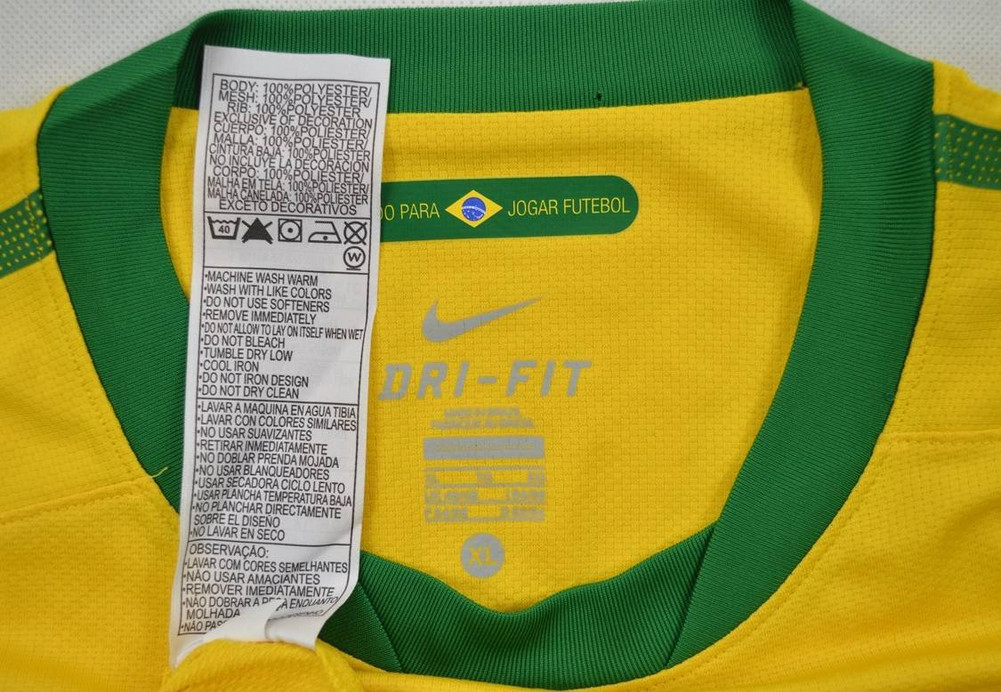 BODY: 100%POLYESTER/
MESH: 100%POLYESTER/
RIB: 100%POLYESTER
EXCLUSIVE OF DECORATION
CUERPO: 100%POLIESTER/
MALLA: 100%POLIESTER/
CINTURA BAJA: 100%POLIESTER
NO INCLUYE LA DECORACION
CORPO: 100%POLIESTER/
MALHA EM TELA: 100%POLIESTER/
MALHA CANELADA: 100%POLIESTER
EXCETO DECORATIVOS
40
W
•MACHINE WASH WARM
•WASH WITH LIKE COLORS
•DO NOT USE SOFTENERS
•REMOVE IMMEDIATELY
•DO NOT ALLOW TO LAY ON ITSELF WHEN WET
•DO NOT BLEACH
•TUMBLE DRY LOW
•COOL IRON
•DO NOT IRON DESIGN
•DO NOT DRY CLEAN
•LAVAR A MAQUINA EN AGUA TIBIA
•LAVAR CON COLORES SIMILARES
•NO USAR SUAVIZANTES
•RETIRAR INMEDIATAMENTE
•NO DOBLAR PRENDA MOJADA
•NO USAR BLANQUEADORES
•USAR SECADORA CICLO LENTO
•USAR PLANCHA TEMPERATURA BAJA
•NO PLANCHAR DIRECTAMENTE
SOBRE EL DISEÑO
•NO LAVAR EN SECO
OBSERVAÇÃO:
•LAVAR COM CORES SEMELHANTES
•NÃO USAR AMACIANTES
•REMOVER IMEDIATAMENTE
•NÃO DOBRAR A PEÇA ENQUANTO
MOLHADA
•NÃO
DO PARA JOGAR FUTEBOL
DRI-FIT
MADE IN BRAZIL
XL